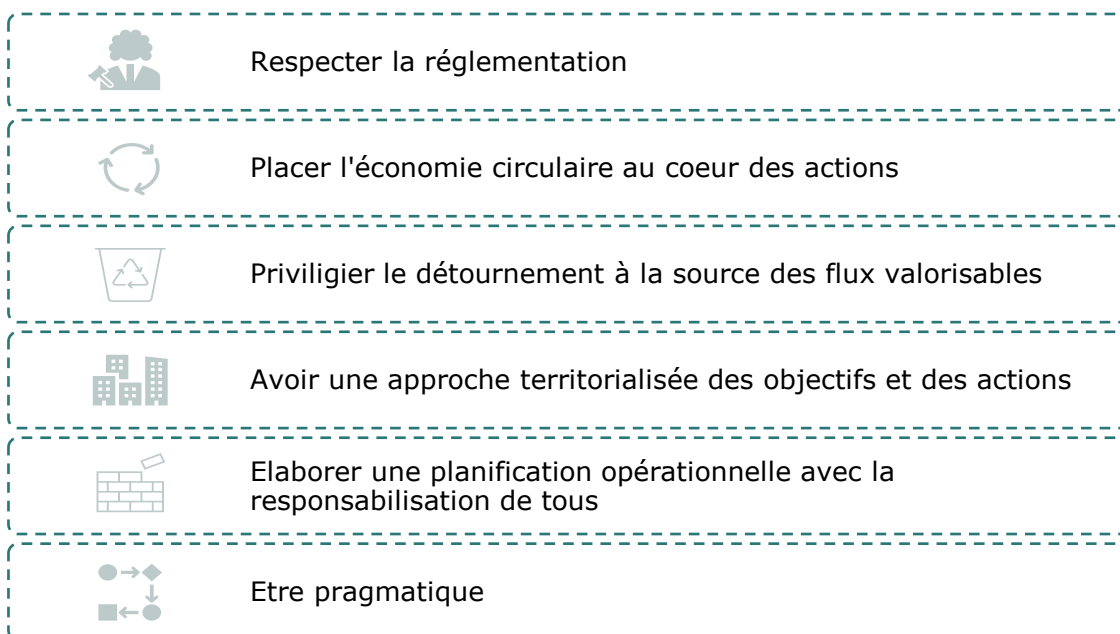 Respecter la réglementation
Placer l'économie circulaire au coeur des actions
Priviligier le détournement à la source des flux valorisables
Avoir une approche territorialisée des objectifs et des actions
Elaborer une planification opérationnelle avec la
responsabilisation de tous
Etre pragmatique